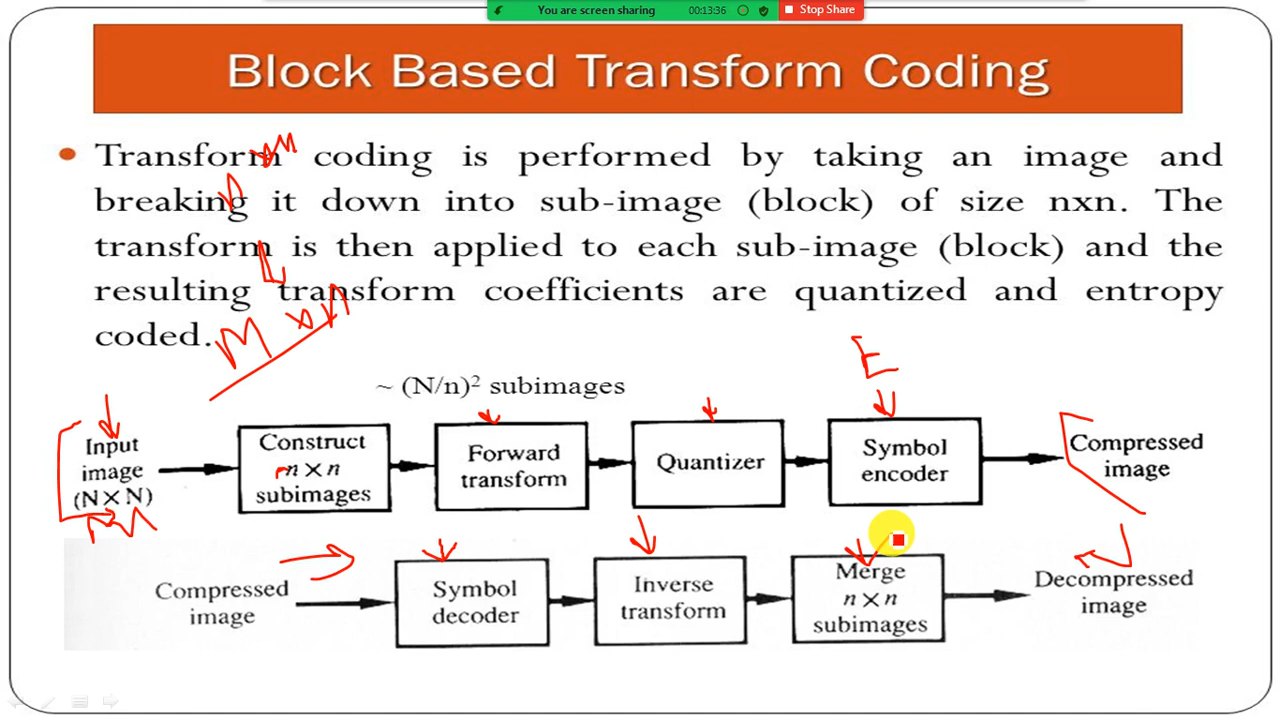 You are screen sharing 00:13:36 Stop Share
Block Based Transform Coding
• Transform coding is performed by taking an image and
breaking it down into sub-image (block) of size nxn. The
transform is then applied to each sub-image (block) and the
resulting transform coefficients are quantized and entropy
coded.
M x n
E
~ (N/n)² subimages
Input
image
(N × N)
Construct
n × n
subimages
Forward
transform
Quantizer
Symbol
encoder
Compressed
image
Compressed
image
Symbol
decoder
Inverse
transform
Merge
n × n
subimages
Decompressed
image